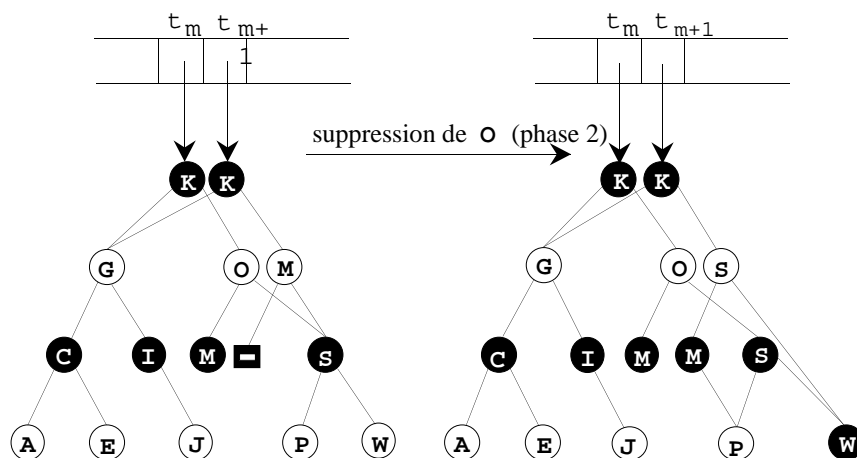 t m t m+1 t m t m+1
suppression de O (phase 2)
K K K K
G O M G O S
C I M - S C I M M S
A E J P W A E J P W